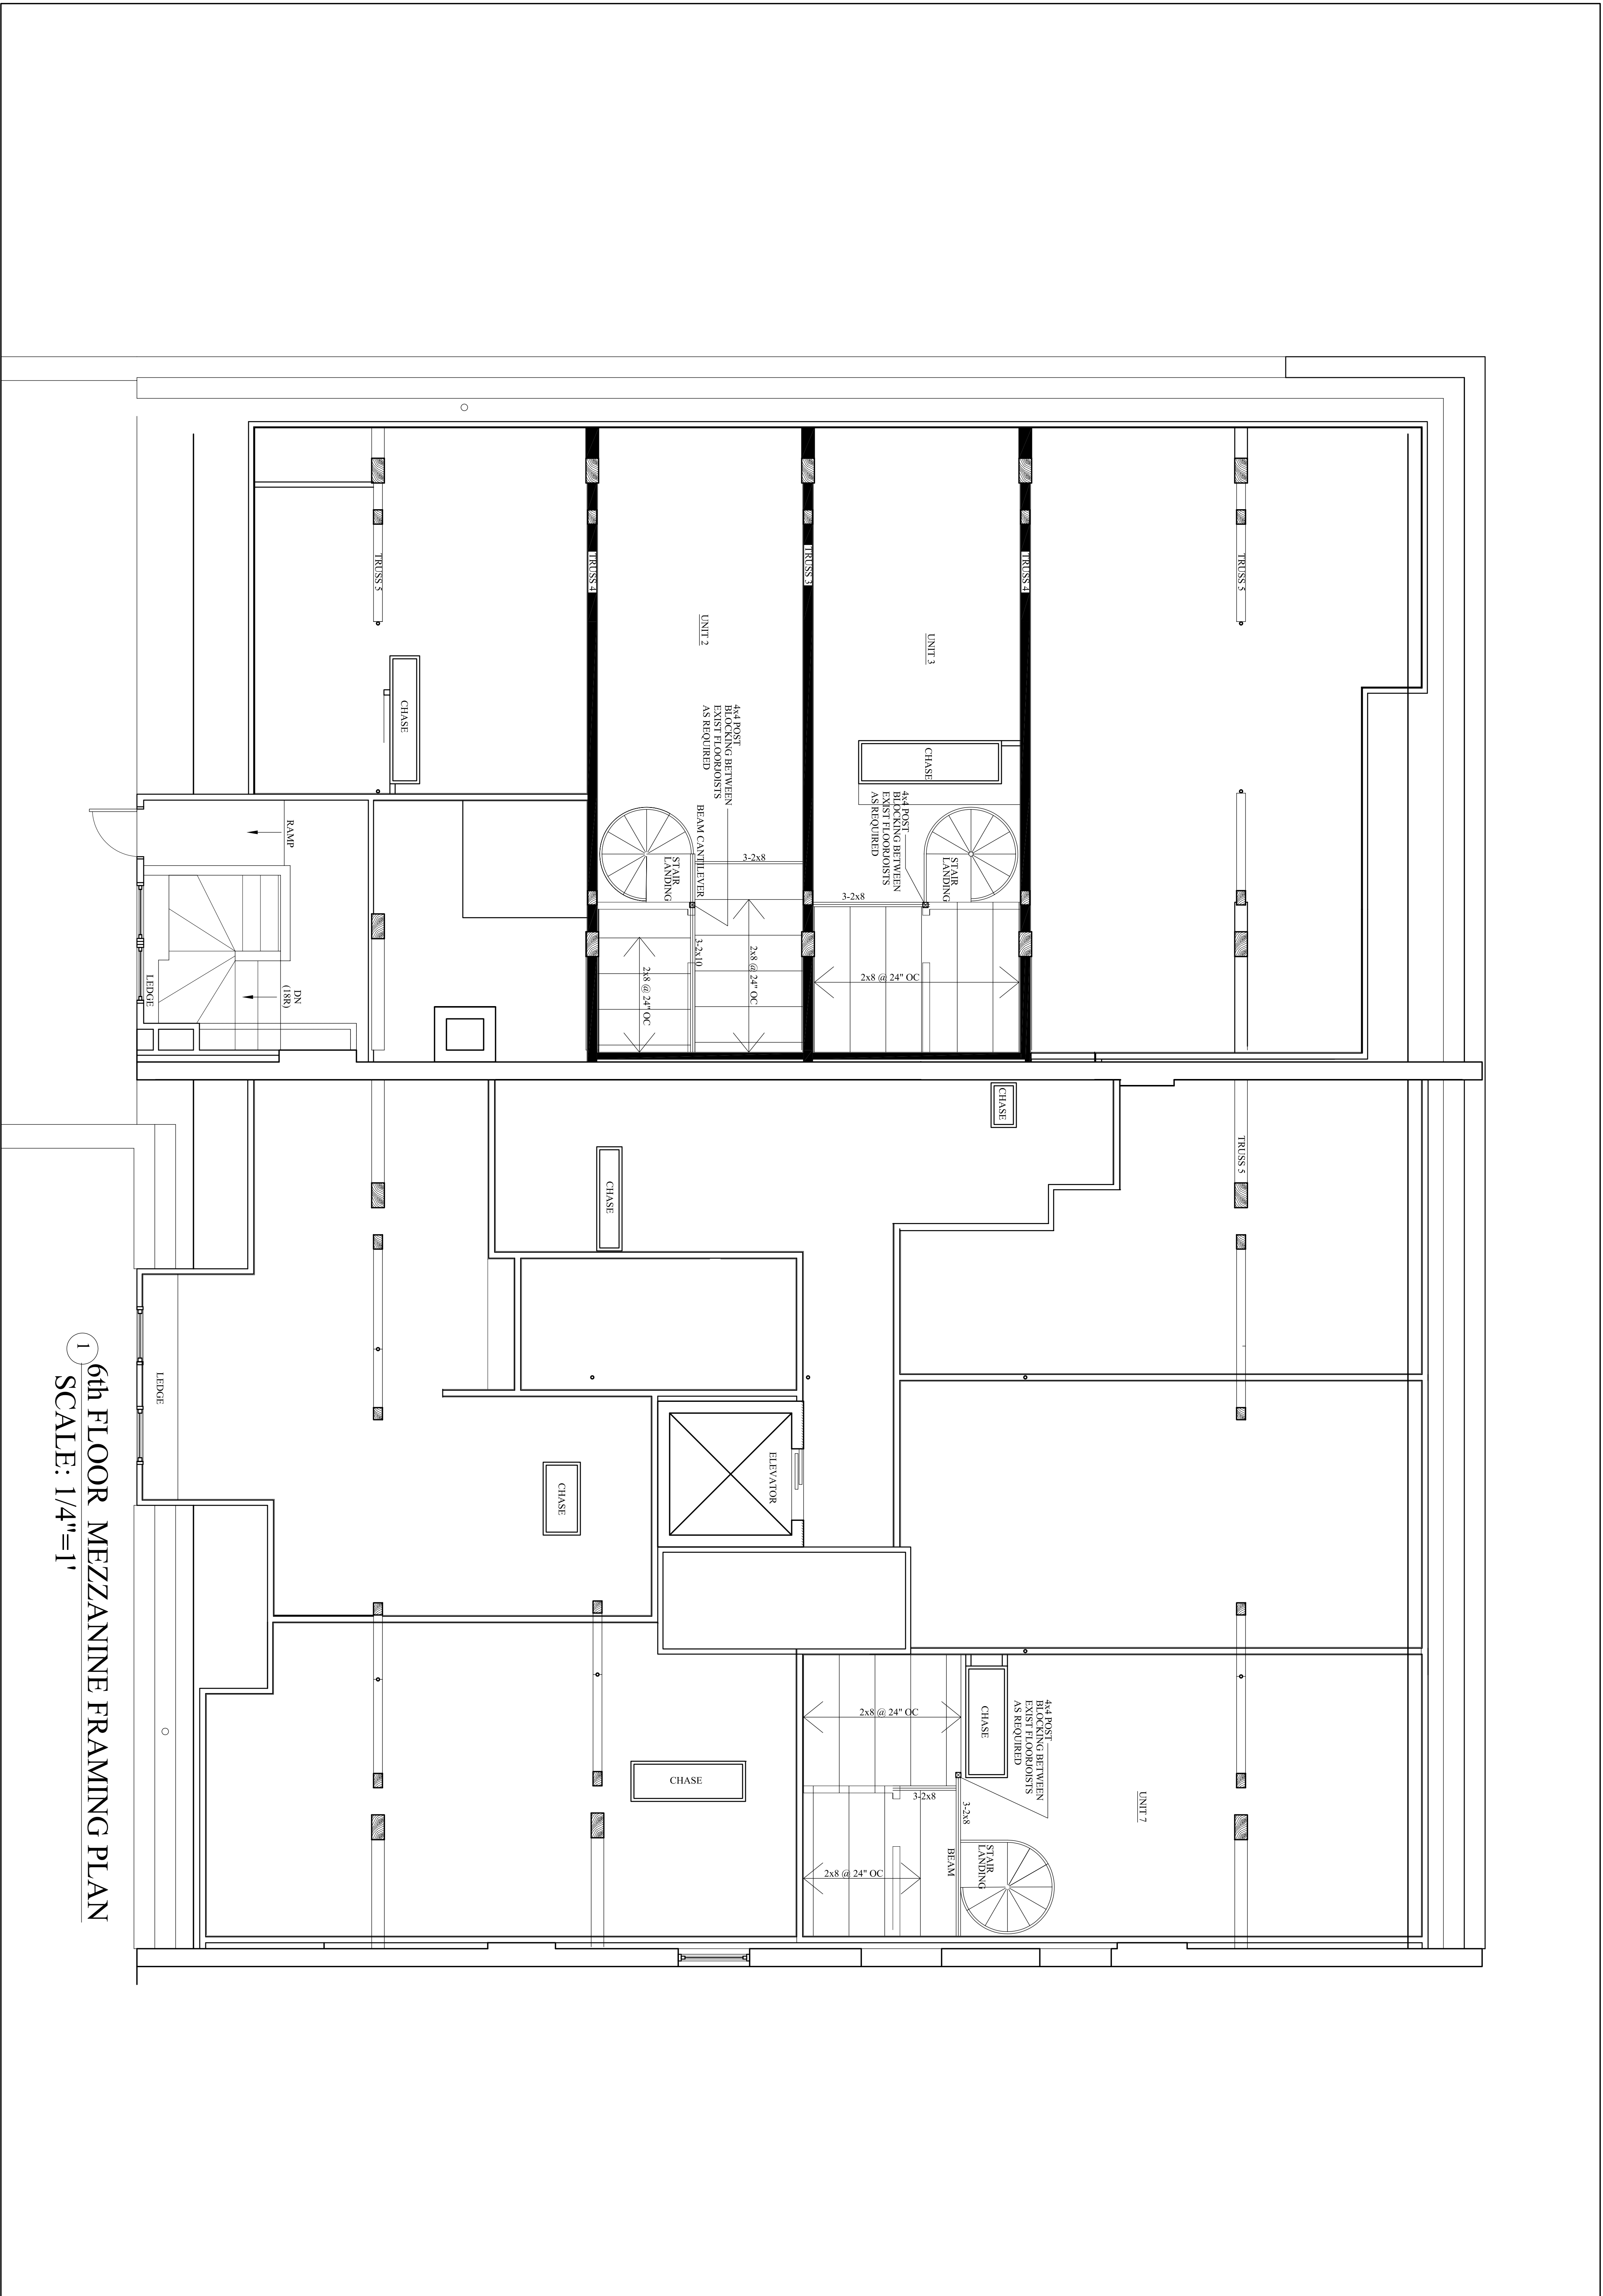 TRUSS 5
TRUSS 4
TRUSS 3
TRUSS 4
TRUSS 5
UNIT 2
UNIT 3
CHASE
CHASE
4x4 POST
BLOCKING BETWEEN
EXIST FLOORJOISTS
AS REQUIRED
4x4 POST
BLOCKING BETWEEN
EXIST FLOORJOISTS
AS REQUIRED
BEAM CANTILEVER
STAIR
LANDING
STAIR
LANDING
3-2x8
3-2x8
3-2x10
2x8 @ 24" OC
2x8 @ 24" OC
2x8 @ 24" OC
RAMP
DN
(18R)
LEDGE
CHASE
CHASE
TRUSS 5
LEDGE
CHASE
ELEVATOR
CHASE
CHASE
2x8 @ 24" OC
4x4 POST
BLOCKING BETWEEN
EXIST FLOORJOISTS
AS REQUIRED
UNIT 7
3-2x8
3-2x8
BEAM
STAIR
LANDING
2x8 @ 24" OC
1
6th FLOOR MEZZANINE FRAMING PLAN
SCALE: 1/4"=1'